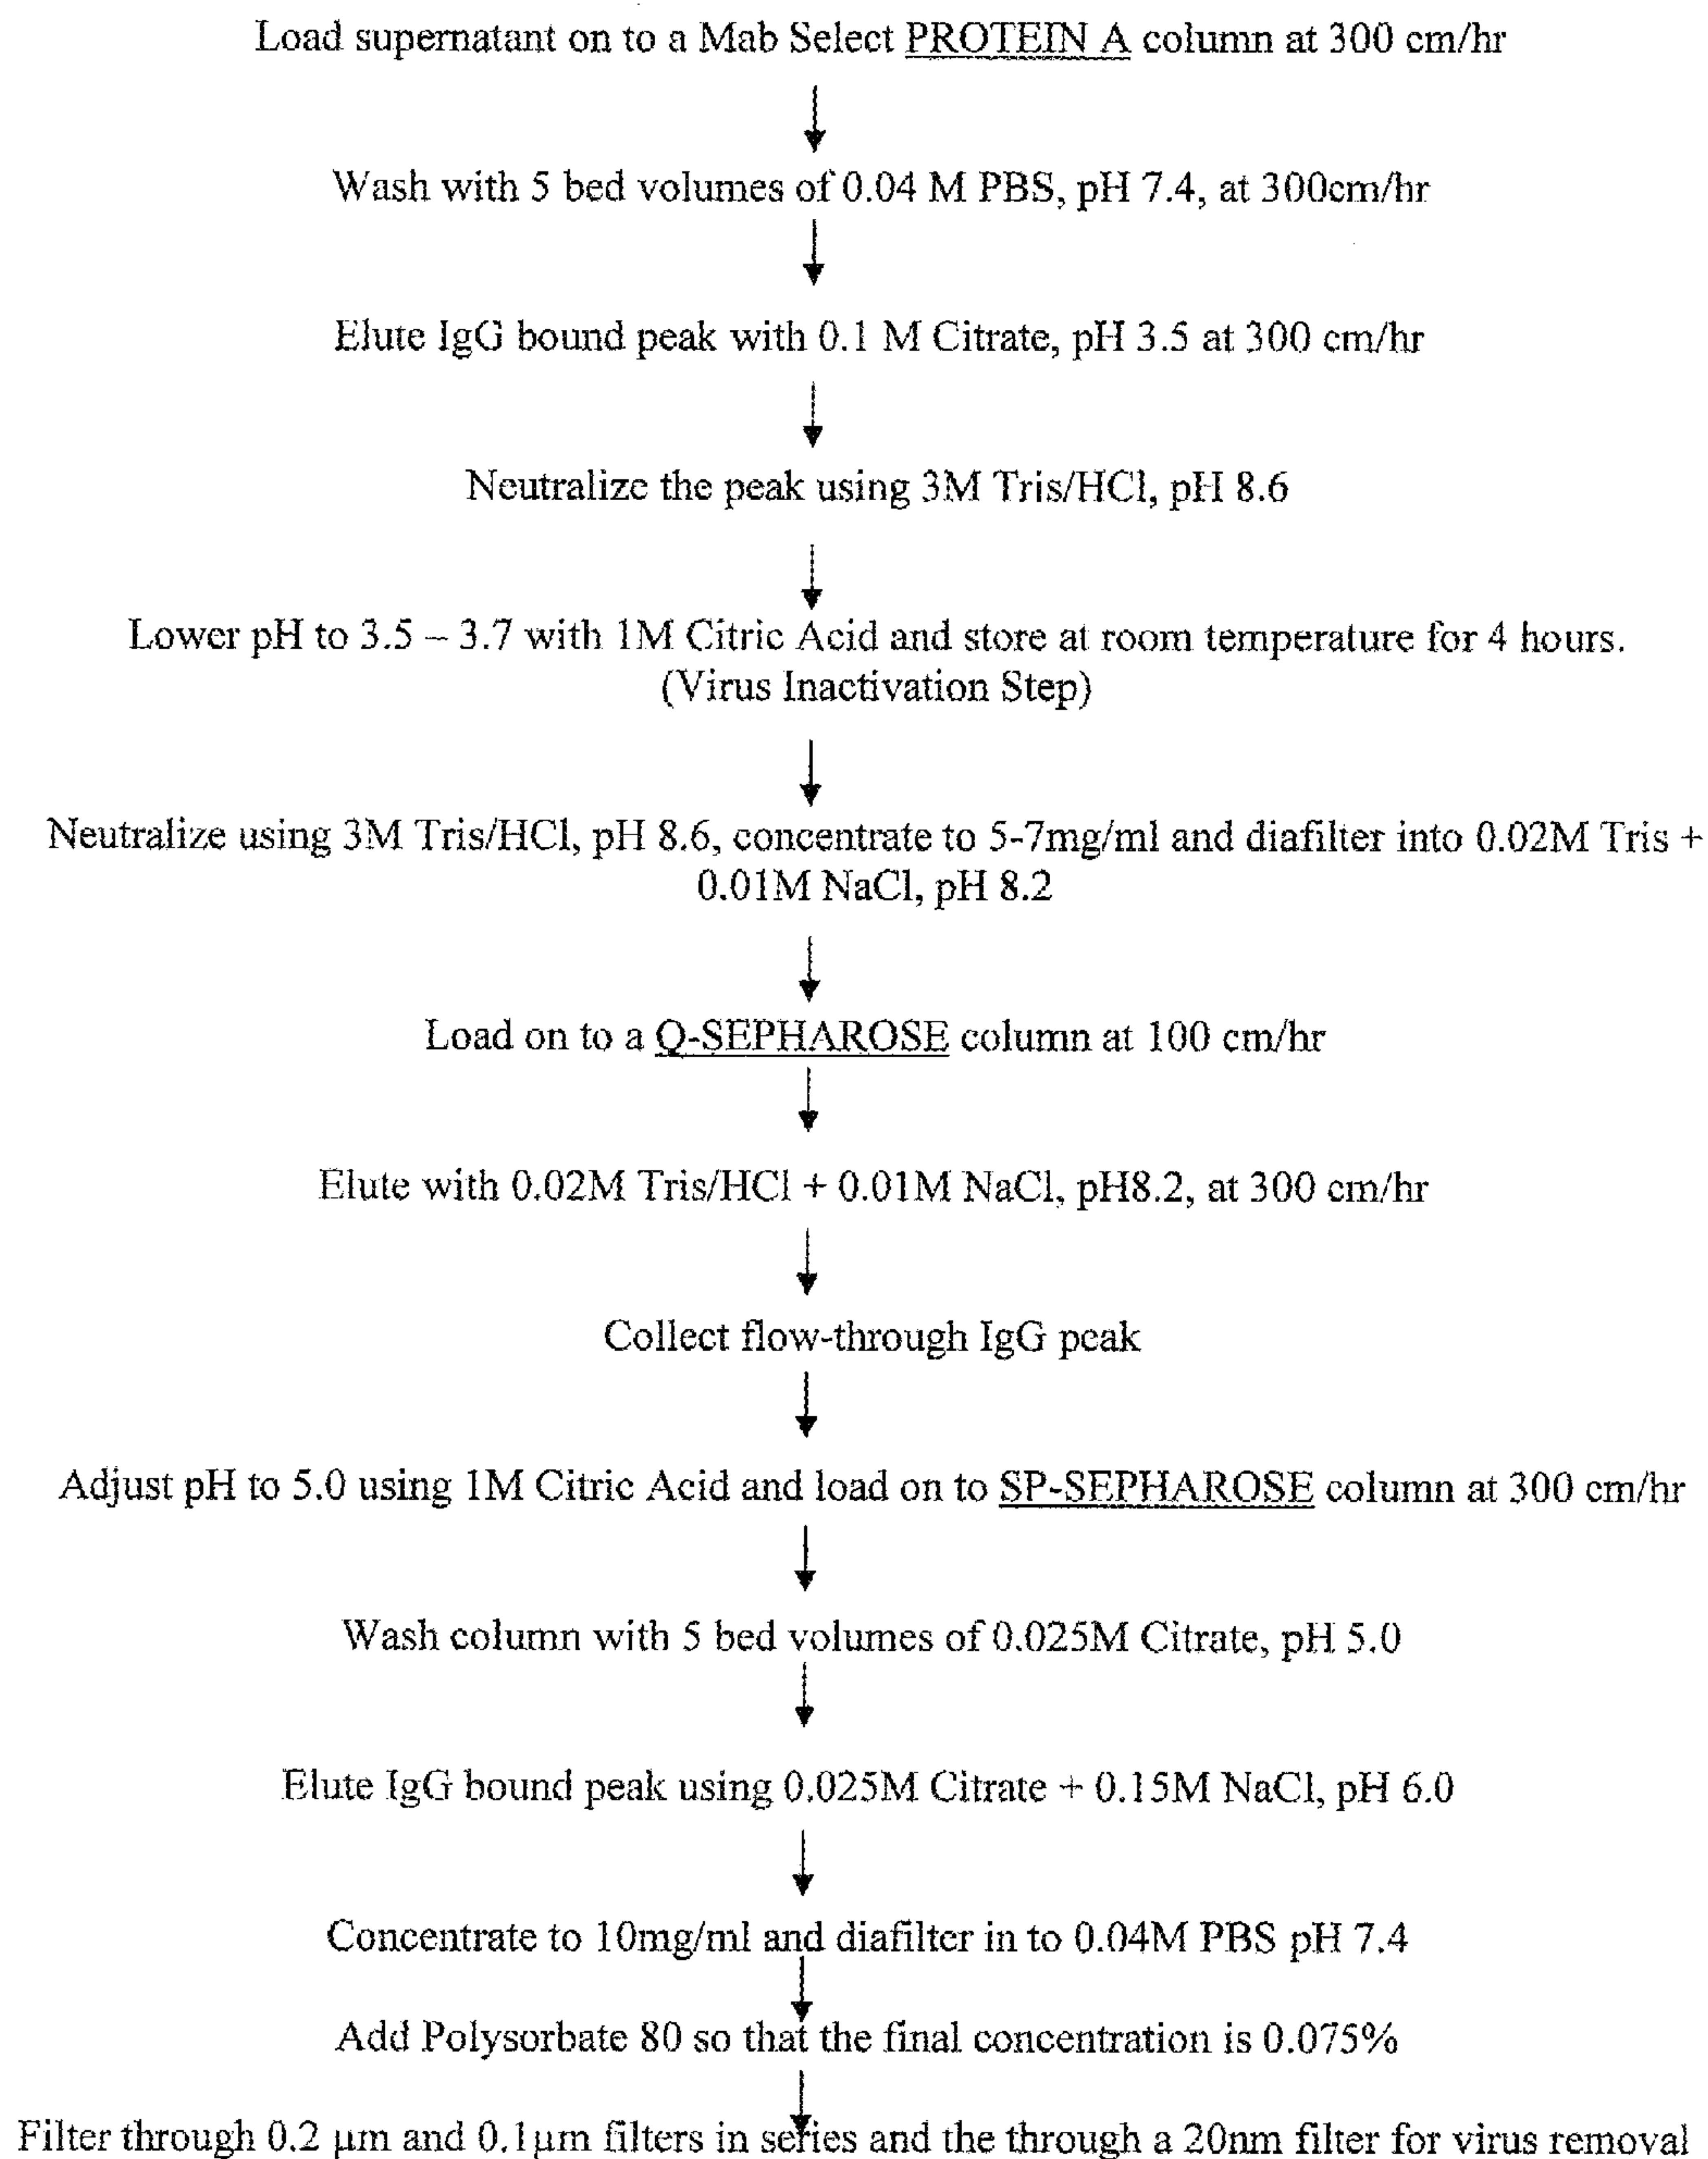 Load supernatant on to a Mab Select PROTEIN A column at 300 cm/hr
Wash with 5 bed volumes of 0.04 M PBS, pH 7.4, at 300cm/hr
Elute IgG bound peak with 0.1 M Citrate, pH 3.5 at 300 cm/hr
Neutralize the peak using 3M Tris/HCl, pH 8.6
Lower pH to 3.5 – 3.7 with 1M Citric Acid and store at room temperature for 4 hours.
(Virus Inactivation Step)
Neutralize using 3M Tris/HCl, pH 8.6, concentrate to 5-7mg/ml and diafilter into 0.02M Tris +
0.01M NaCl, pH 8.2
Load on to a Q-SEPHAROSE column at 100 cm/hr
Elute with 0.02M Tris/HCl + 0.01M NaCl, pH8.2, at 300 cm/hr
Collect flow-through IgG peak
Adjust pH to 5.0 using 1M Citric Acid and load on to SP-SEPHAROSE column at 300 cm/hr
Wash column with 5 bed volumes of 0.025M Citrate, pH 5.0
Elute IgG bound peak using 0.025M Citrate + 0.15M NaCl, pH 6.0
Concentrate to 10mg/ml and diafilter in to 0.04M PBS pH 7.4
Add Polysorbate 80 so that the final concentration is 0.075%
Filter through 0.2 µm and 0.1µm filters in series and the through a 20nm filter for virus removal